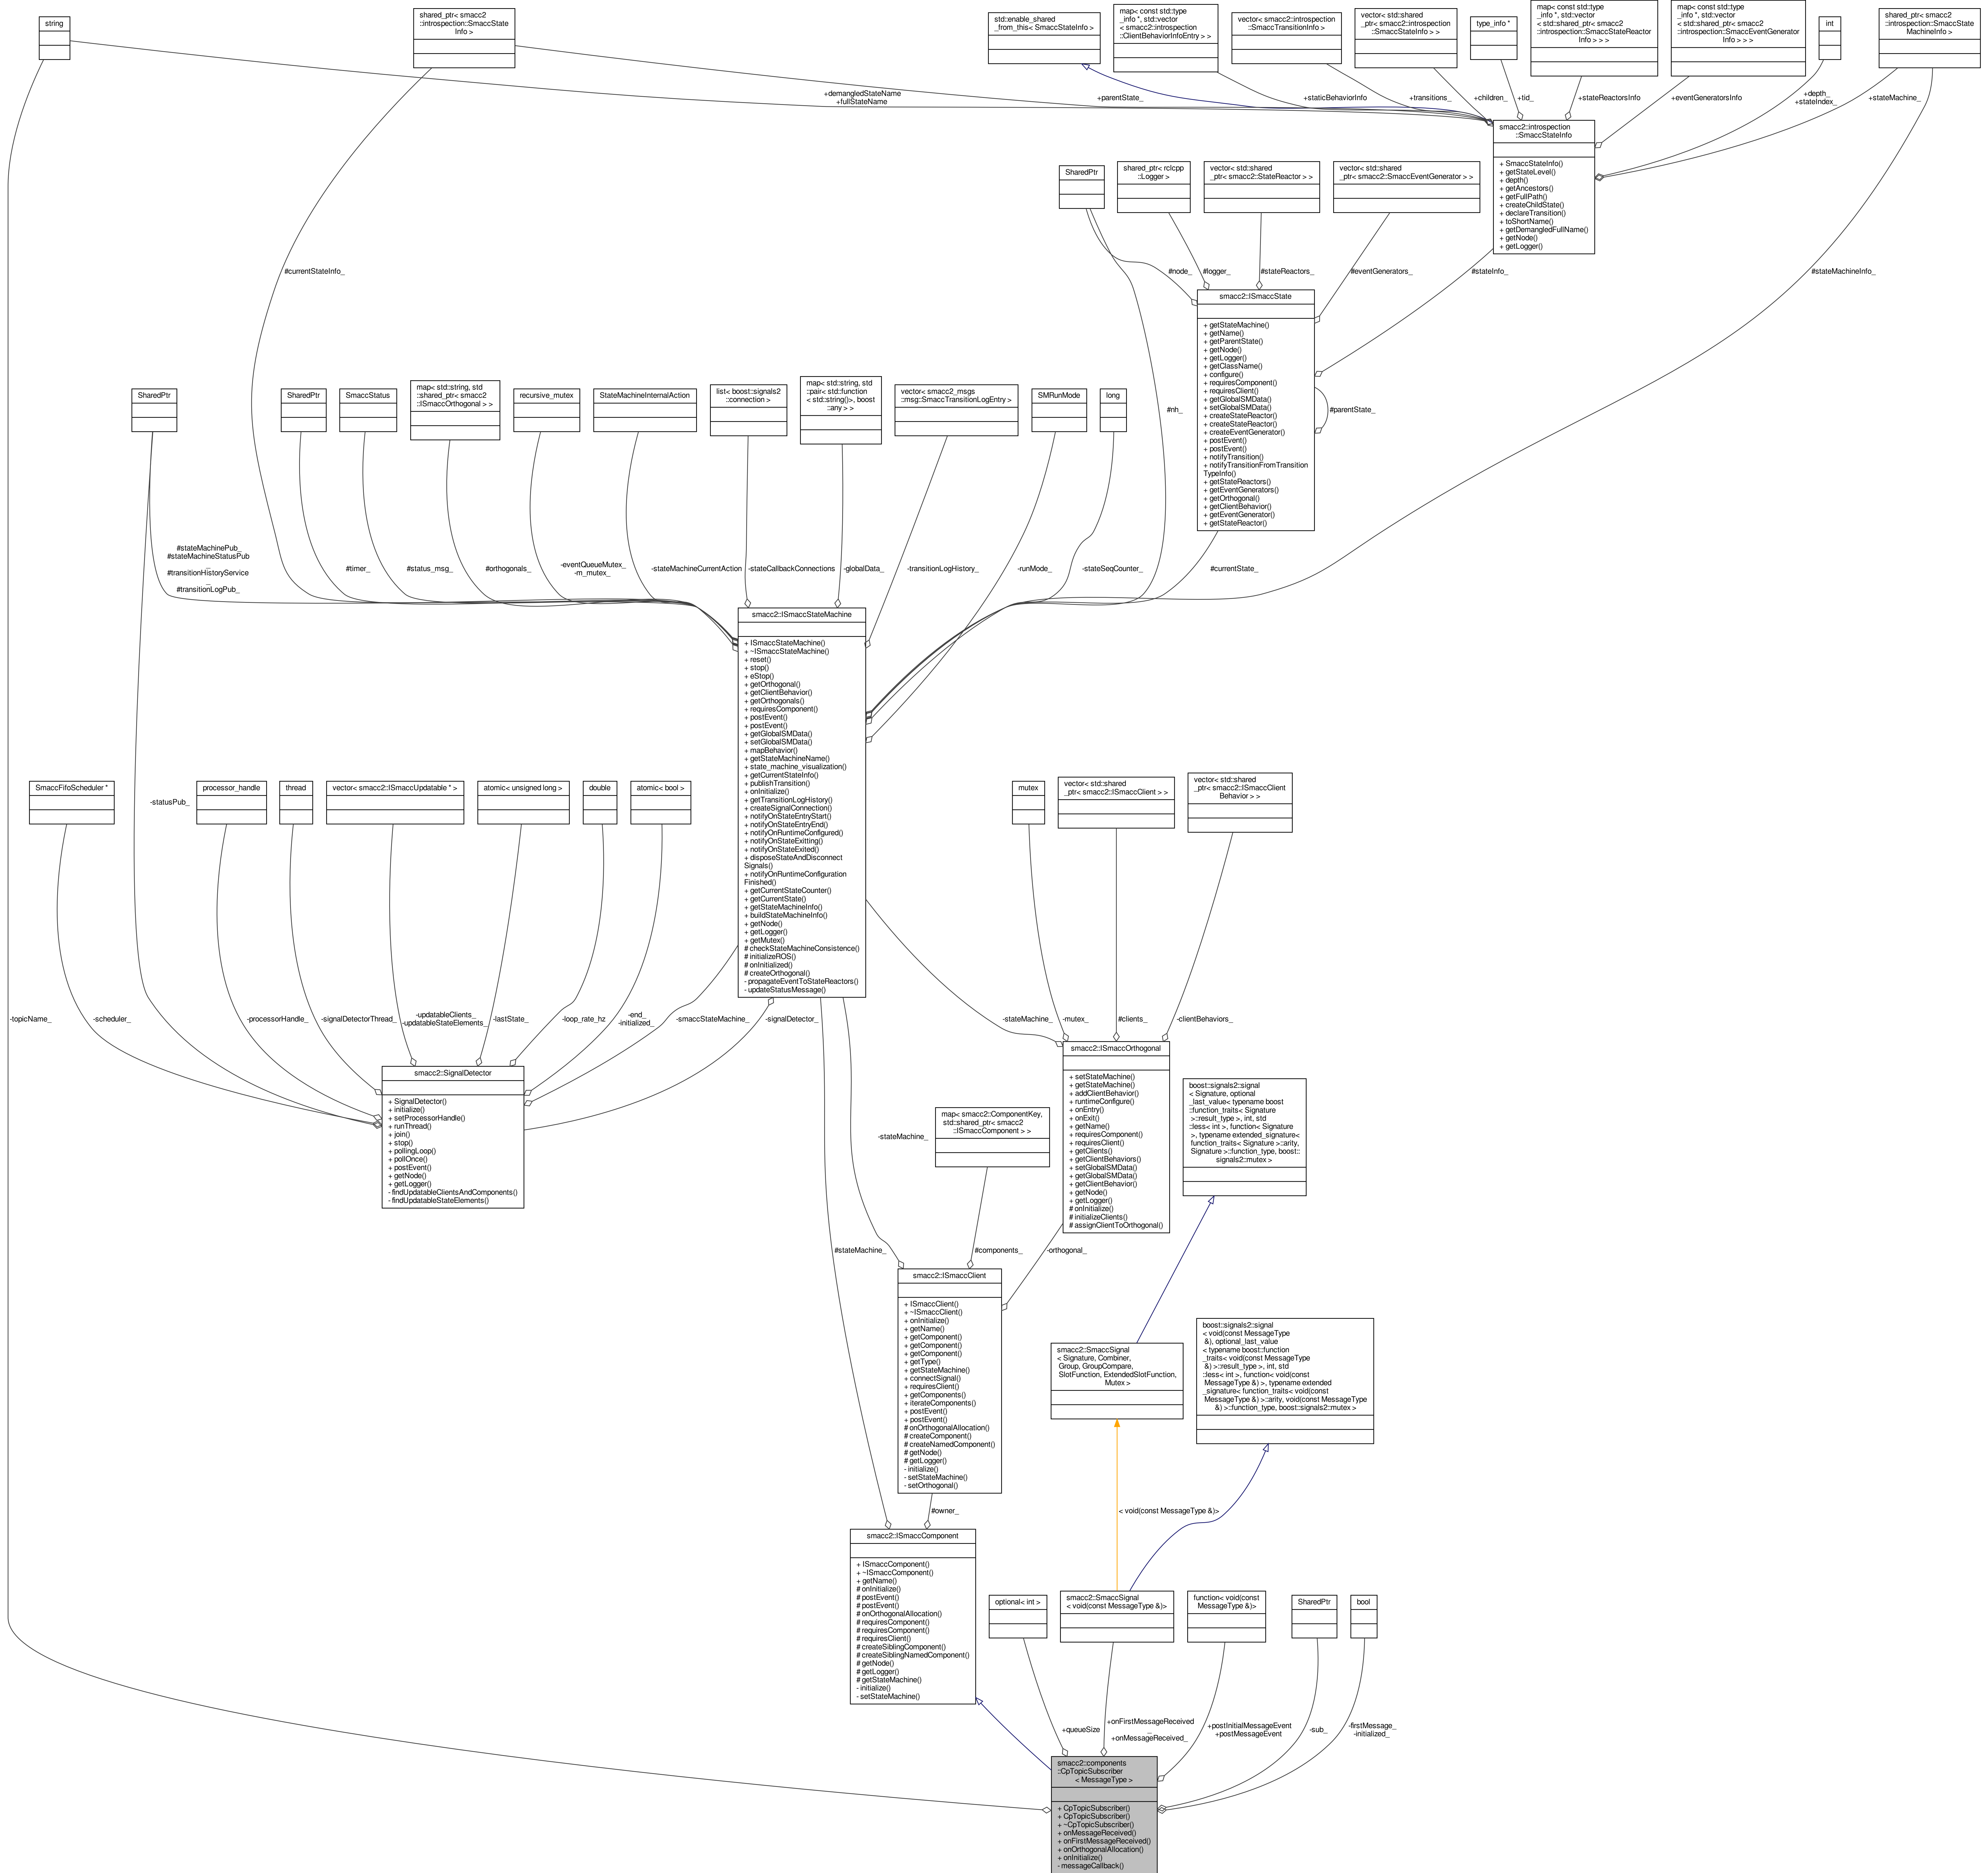 string
shared_ptr< smacc2
::introspection::SmaccState
Info >
std::enable_shared
_from_this< SmaccStateInfo >
map< const std::type
_info *, std::vector
< smacc2::introspection
::ClientBehaviorInfoEntry > >
vector< smacc2::introspection
::SmaccTransitionInfo >
vector< std::shared
_ptr< smacc2::introspection
::SmaccStateInfo > >
type_info *
map< const std::type
_info *, std::vector
< std::shared_ptr< smacc2
::introspection::SmaccStateReactor
Info > > >
map< const std::type
_info *, std::vector
< std::shared_ptr< smacc2
::introspection::SmaccEventGenerator
Info > > >
int
shared_ptr< smacc2
::introspection::SmaccState
MachineInfo >
+demangledStateName
+fullStateName
+parentState_
+staticBehaviorInfo
+transitions_
+children_
+tid_
+stateReactorsInfo
+eventGeneratorsInfo
+depth_
+stateIndex_
+stateMachine_
smacc2::introspection
::SmaccStateInfo
+ SmaccStateInfo()
+ getStateLevel()
+ depth()
+ getAncestors()
+ getFullPath()
+ createChildState()
+ declareTransition()
+ toShortName()
+ getDemangledFullName()
+ getNode()
+ getLogger()
SharedPtr
shared_ptr< rclcpp
::Logger >
vector< std::shared
_ptr< smacc2::StateReactor > >
vector< std::shared
_ptr< smacc2::SmaccEventGenerator > >
#currentStateInfo_
#node_
#logger_
#stateReactors_
#eventGenerators_
#stateInfo_
#stateMachineInfo_
smacc2::ISmaccState
+ getStateMachine()
+ getName()
+ getParentState()
+ getNode()
+ getLogger()
+ getClassName()
+ configure()
+ requiresComponent()
+ requiresClient()
+ getGlobalSMData()
+ setGlobalSMData()
+ createStateReactor()
+ createStateReactor()
+ createEventGenerator()
+ postEvent()
+ postEvent()
+ notifyTransition()
+ notifyTransitionFromTransition
TypeInfo()
+ getStateReactors()
+ getEventGenerators()
+ getOrthogonal()
+ getClientBehavior()
+ getEventGenerator()
+ getStateReactor()
#parentState_
#nh_
SharedPtr
SharedPtr
SmaccStatus
map< std::string, std
::shared_ptr< smacc2
::ISmaccOrthogonal > >
recursive_mutex
StateMachineInternalAction
list< boost::signals2
::connection >
map< std::string, std
::pair< std::function
< std::string()>, boost
::any > >
vector< smacc2_msgs
::msg::SmaccTransitionLogEntry >
SMRunMode
long
#stateMachinePub_
#stateMachineStatusPub
_
#transitionHistoryService
_
#transitionLogPub_
#timer_
#status_msg_
#orthogonals_
-eventQueueMutex_
-m_mutex_
-stateMachineCurrentAction
-stateCallbackConnections
-globalData_
-transitionLogHistory_
-runMode_
-stateSeqCounter_
#currentState_
smacc2::ISmaccStateMachine
+ ISmaccStateMachine()
+ ~ISmaccStateMachine()
+ reset()
+ stop()
+ eStop()
+ getOrthogonal()
+ getClientBehavior()
+ getOrthogonals()
+ requiresComponent()
+ postEvent()
+ postEvent()
+ getGlobalSMData()
+ setGlobalSMData()
+ mapBehavior()
+ getStateMachineName()
+ state_machine_visualization()
+ getCurrentStateInfo()
+ publishTransition()
+ onInitialize()
+ getTransitionLogHistory()
+ createSignalConnection()
+ notifyOnStateEntryStart()
+ notifyOnStateEntryEnd()
+ notifyOnRuntimeConfigured()
+ notifyOnStateExitting()
+ notifyOnStateExited()
+ disposeStateAndDisconnect
Signals()
+ notifyOnRuntimeConfiguration
Finished()
+ getCurrentStateCounter()
+ getCurrentState()
+ getStateMachineInfo()
+ buildStateMachineInfo()
+ getNode()
+ getLogger()
+ getMutex()
# checkStateMachineConsistence()
# initializeROS()
# onInitialized()
# createOrthogonal()
- propagateEventToStateReactors()
- updateStatusMessage()
SmaccFifoScheduler *
processor_handle
thread
vector< smacc2::ISmaccUpdatable * >
atomic< unsigned long >
double
atomic< bool >
mutex
vector< std::shared
_ptr< smacc2::ISmaccClient > >
vector< std::shared
_ptr< smacc2::ISmaccClient
Behavior > >
-statusPub_
-topicName_
-scheduler_
-processorHandle_
-signalDetectorThread_
-updatableClients_
-updatableStateElements_
-lastState_
-loop_rate_hz
-end_
-initialized_
-smaccStateMachine_
-signalDetector_
-stateMachine_
-mutex_
#clients_
-clientBehaviors_
smacc2::SignalDetector
+ SignalDetector()
+ initialize()
+ setProcessorHandle()
+ runThread()
+ join()
+ stop()
+ pollingLoop()
+ pollOnce()
+ postEvent()
+ getNode()
+ getLogger()
- findUpdatableClientsAndComponents()
- findUpdatableStateElements()
smacc2::ISmaccOrthogonal
+ setStateMachine()
+ getStateMachine()
+ addClientBehavior()
+ runtimeConfigure()
+ onEntry()
+ onExit()
+ getName()
+ requiresComponent()
+ requiresClient()
+ getClients()
+ getClientBehaviors()
+ setGlobalSMData()
+ getGlobalSMData()
+ getClientBehavior()
+ getNode()
+ getLogger()
# onInitialize()
# initializeClients()
# assignClientToOrthogonal()
boost::signals2::signal
< Signature, optional
_last_value< typename boost
::function_traits< Signature
>::result_type >, int, std
::less< int >, function< Signature
>, typename extended_signature<
function_traits< Signature >::arity,
Signature >::function_type, boost::
signals2::mutex >
map< smacc2::ComponentKey,
std::shared_ptr< smacc2
::ISmaccComponent > >
-stateMachine_
#stateMachine_
#components_
-orthogonal_
smacc2::ISmaccClient
+ ISmaccClient()
+ ~ISmaccClient()
+ onInitialize()
+ getName()
+ getComponent()
+ getComponent()
+ getComponent()
+ getType()
+ getStateMachine()
+ connectSignal()
+ requiresClient()
+ getComponents()
+ iterateComponents()
+ postEvent()
+ postEvent()
# onOrthogonalAllocation()
# createComponent()
# createNamedComponent()
# getNode()
# getLogger()
- initialize()
- setStateMachine()
- setOrthogonal()
smacc2::SmaccSignal
< Signature, Combiner,
Group, GroupCompare,
SlotFunction, ExtendedSlotFunction,
Mutex >
boost::signals2::signal
< void(const MessageType
&), optional_last_value
< typename boost::function
_traits< void(const MessageType
&) >::result_type >, int, std
::less< int >, function< void(const
MessageType &) >, typename extended
_signature< function_traits< void(const
MessageType &) >::arity, void(const MessageType
&) >::function_type, boost::signals2::mutex >
#owner_
< void(const MessageType &)>
smacc2::ISmaccComponent
+ ISmaccComponent()
+ ~ISmaccComponent()
+ getName()
# onInitialize()
# postEvent()
# postEvent()
# onOrthogonalAllocation()
# requiresComponent()
# requiresComponent()
# requiresClient()
# createSiblingComponent()
# createSiblingNamedComponent()
# getNode()
# getLogger()
# getStateMachine()
- initialize()
- setStateMachine()
optional< int >
smacc2::SmaccSignal
< void(const MessageType &)>
function< void(const
MessageType &)>
SharedPtr
bool
+queueSize
+onFirstMessageReceived
_
+onMessageReceived_
+postInitialMessageEvent
+postMessageEvent
-sub_
-firstMessage_
-initialized_
smacc2::components
::CpTopicSubscriber
< MessageType >
+ CpTopicSubscriber()
+ CpTopicSubscriber()
+ ~CpTopicSubscriber()
+ onMessageReceived()
+ onFirstMessageReceived()
+ onOrthogonalAllocation()
+ onInitialize()
- messageCallback()